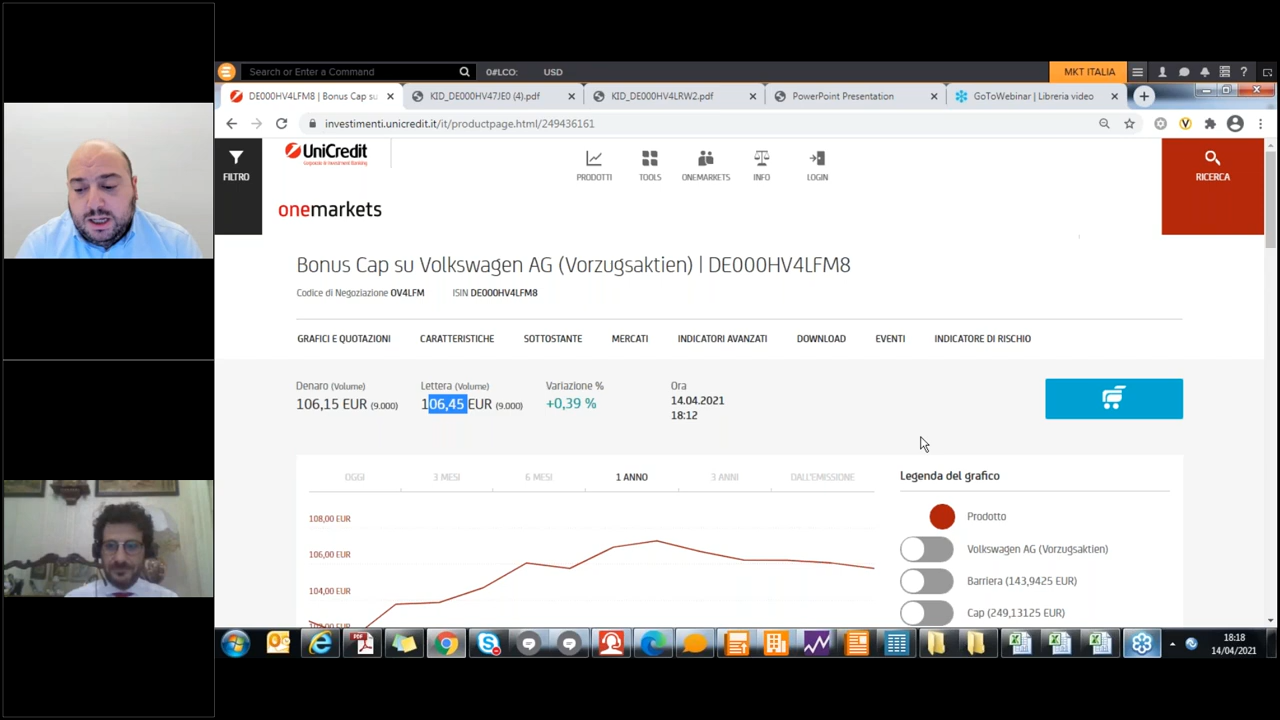 Search or Enter a Command
0#LCO:
USD
MKT ITALIA
DE000HV4LFM8 | Bonus Cap su
KID_DE000HV47JE0 (4).pdf
KID_DE000HV4LRW2.pdf
PowerPoint Presentation
GoToWebinar | Libreria video
investimenti.unicredit.it/it/productpage.html/249436161
FILTRO
UniCredit
PRODOTTI
TOOLS
ONEMARKETS
INFO
LOGIN
RICERCA
onemarkets
Bonus Cap su Volkswagen AG (Vorzugsaktien) | DE000HV4LFM8
Codice di Negoziazione OV4LFM ISIN DE000HV4LFM8
GRAFICI E QUOTAZIONI
CARATTERISTICHE
SOTTOSTANTE
MERCATI
INDICATORI AVANZATI
DOWNLOAD
EVENTI
INDICATORE DI RISCHIO
Denaro (Volume)
106,15 EUR (9.000)
Lettera (Volume)
106,45 EUR (9.000)
Variazione %
+0,39 %
Ora
14.04.2021
18:12
OGGI
3 MESI
6 MESI
1 ANNO
3 ANNI
DALL'EMISSIONE
108,00 EUR
106,00 EUR
104,00 EUR
102,00 EUR
Legenda del grafico
Prodotto
Volkswagen AG (Vorzugsaktien)
Barriera (143,9425 EUR)
Cap (249,13125 EUR)
18:18
14/04/2021